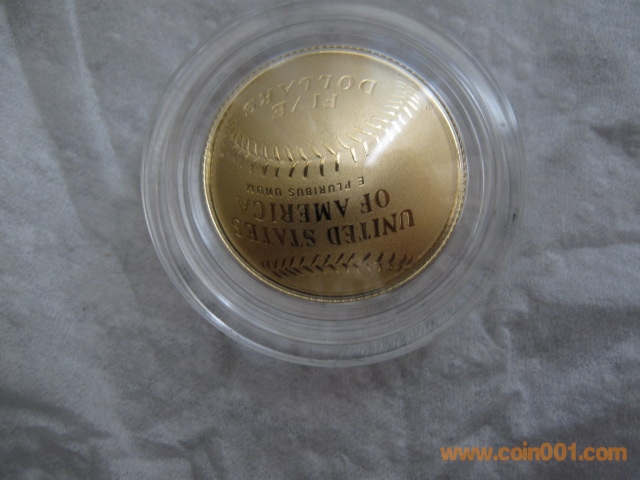 UNITED STATES
OF AMERICA
E PLURIBUS UNUM
FIVE
DOLLARS
www.coin001.com